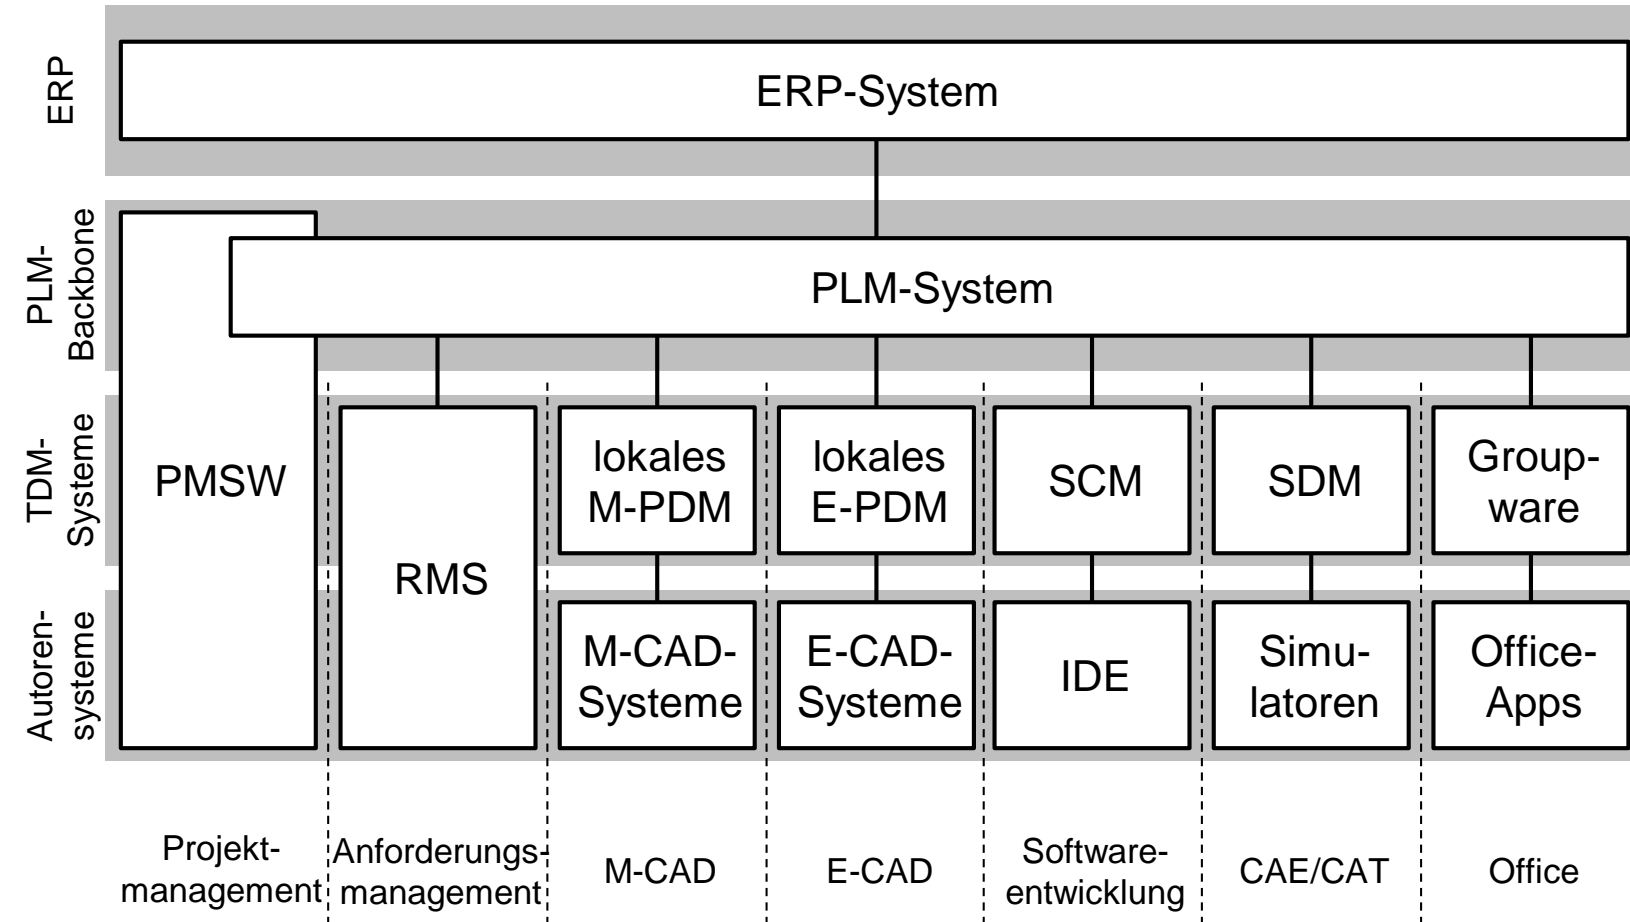 ERP
ERP-System
PLM-
Backbone
PLM-System
TDM-
Systeme
PMSW
RMS
lokales
M-PDM
lokales
E-PDM
SCM
SDM
Group-
ware
Autoren-
systeme
M-CAD-
Systeme
E-CAD-
Systeme
IDE
Simu-
latoren
Office-
Apps
Projekt-
management
Anforderungs-
management
M-CAD
E-CAD
Software-
entwicklung
CAE/CAT
Office